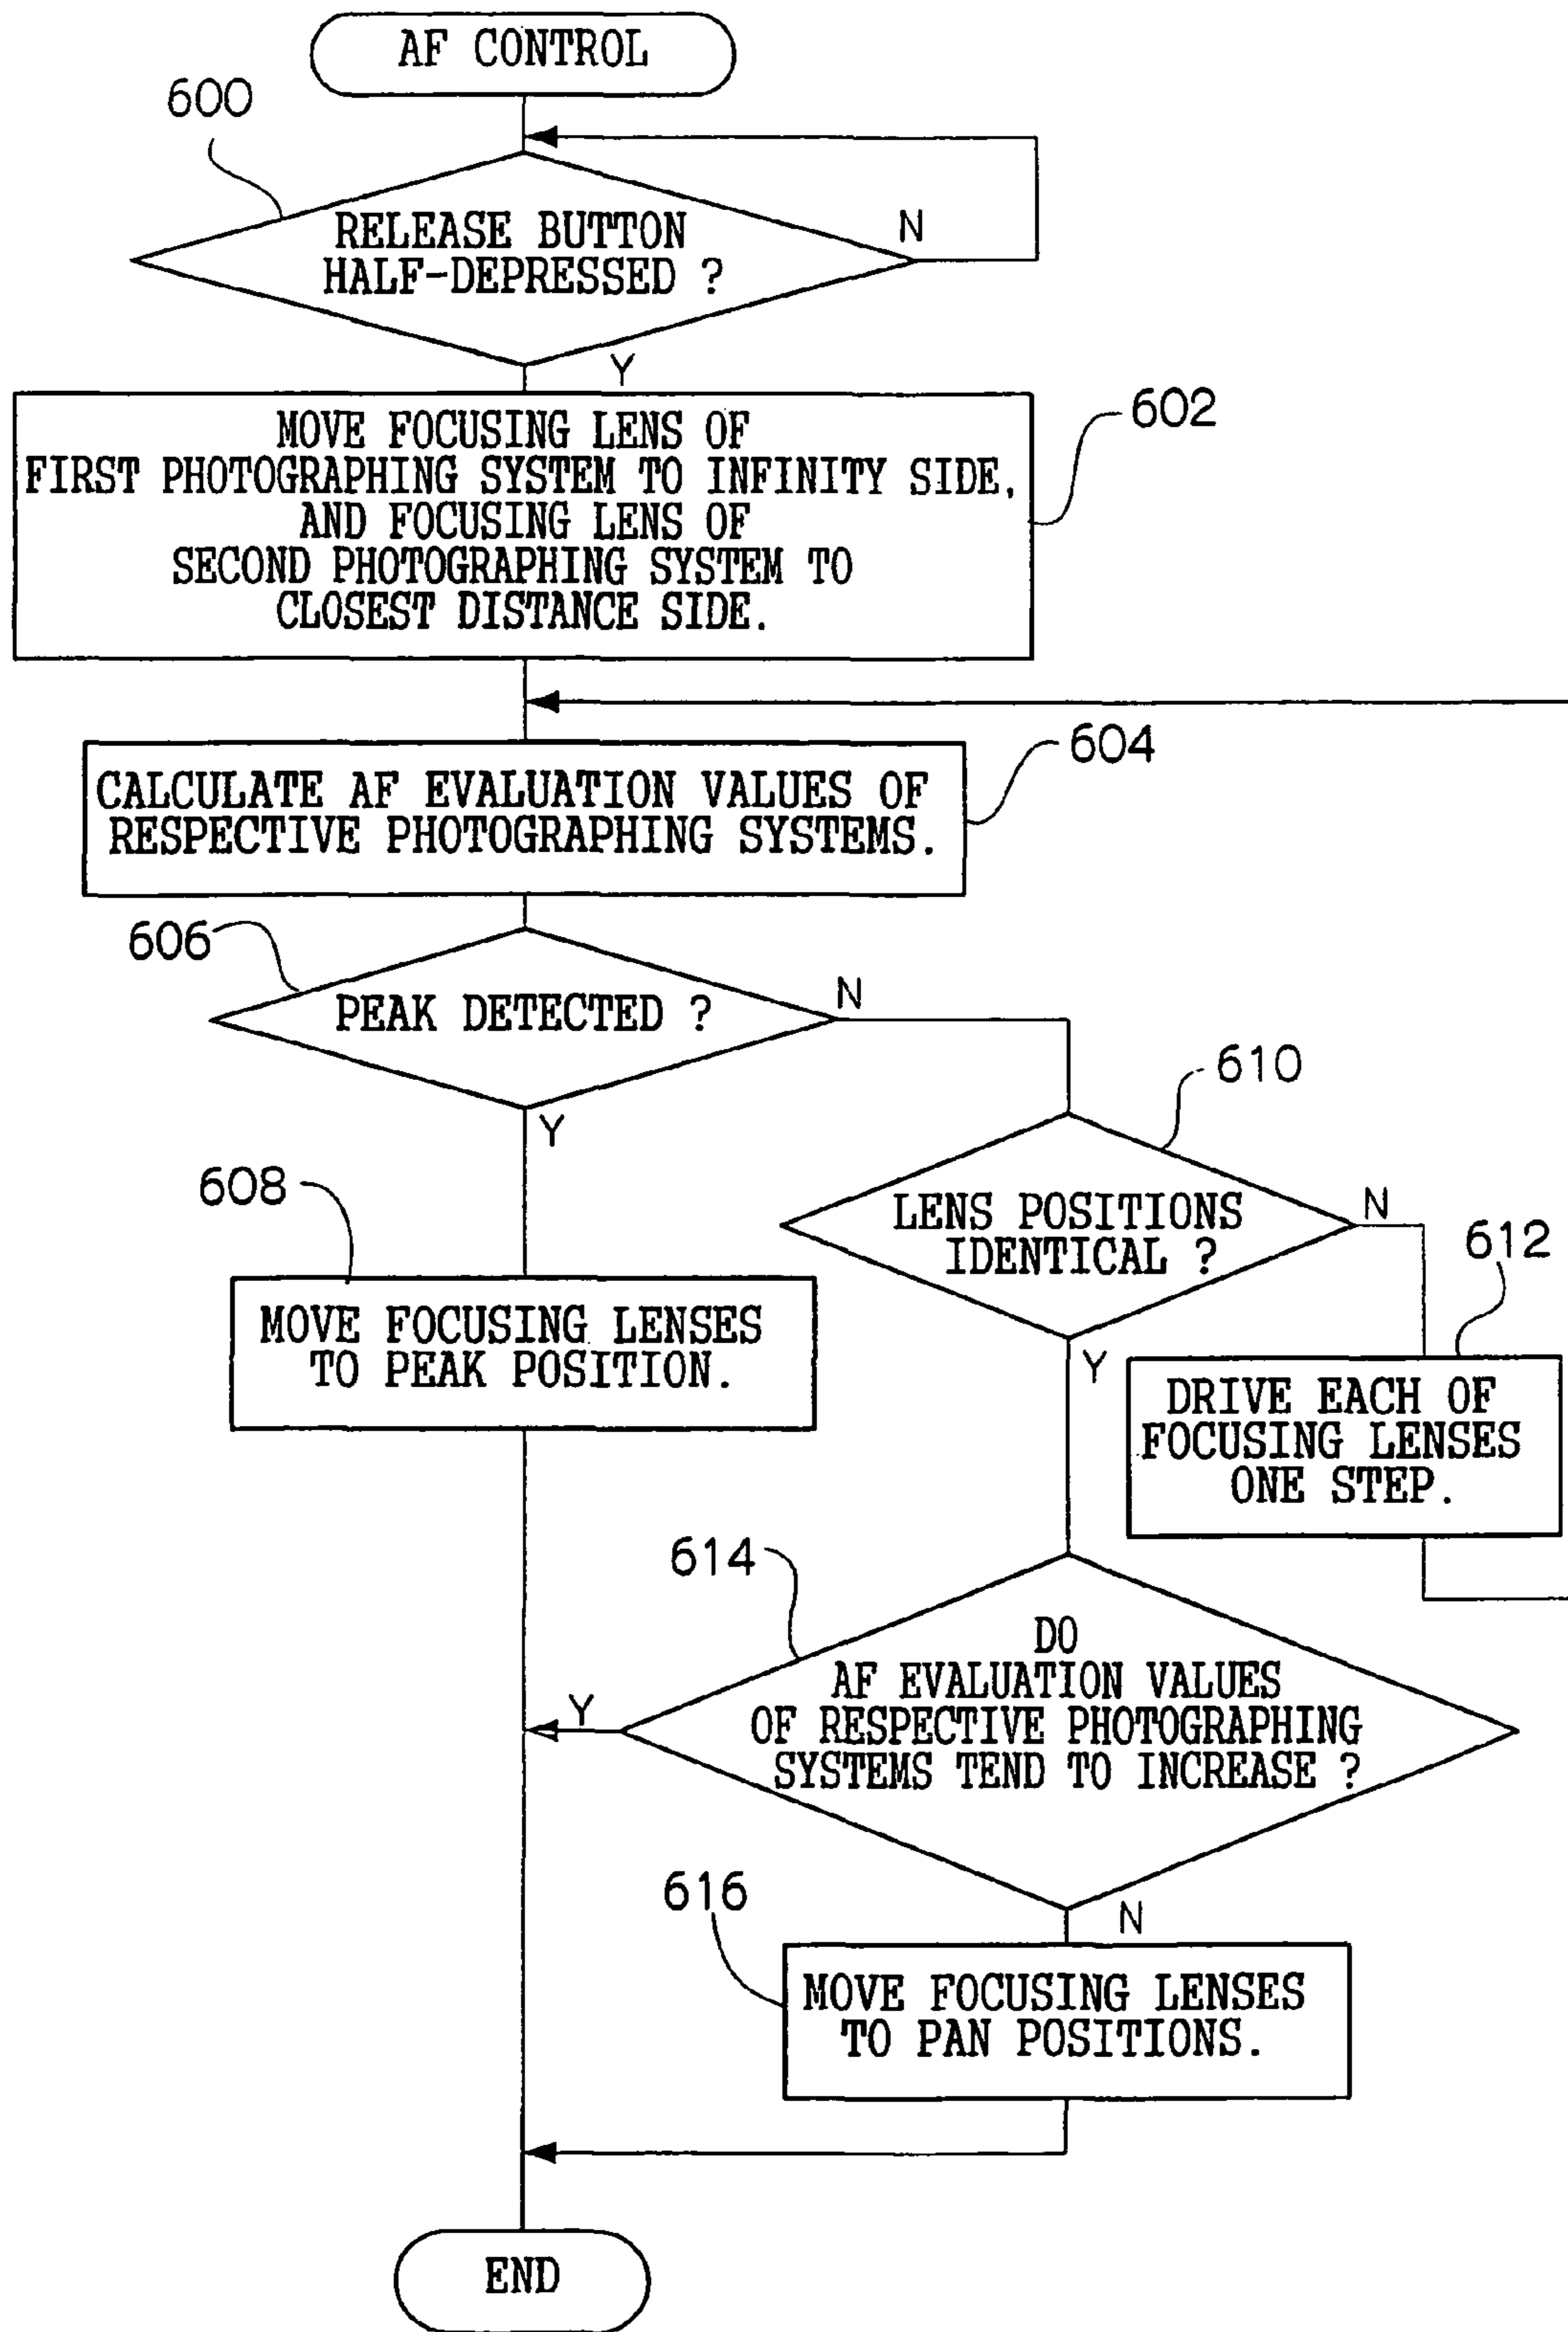 AF CONTROL
600
RELEASE BUTTON
HALF-DEPRESSED ?
N
Y
602
MOVE FOCUSING LENS OF
FIRST PHOTOGRAPHING SYSTEM TO INFINITY SIDE,
AND FOCUSING LENS OF
SECOND PHOTOGRAPHING SYSTEM TO
CLOSEST DISTANCE SIDE.
604
CALCULATE AF EVALUATION VALUES OF
RESPECTIVE PHOTOGRAPHING SYSTEMS.
606
PEAK DETECTED ?
N
Y
610
LENS POSITIONS
IDENTICAL ?
N
Y
608
MOVE FOCUSING LENSES
TO PEAK POSITION.
612
DRIVE EACH OF
FOCUSING LENSES
ONE STEP.
614
DO
AF EVALUATION VALUES
OF RESPECTIVE PHOTOGRAPHING
SYSTEMS TEND TO INCREASE ?
Y
N
616
MOVE FOCUSING LENSES
TO PAN POSITIONS.
END